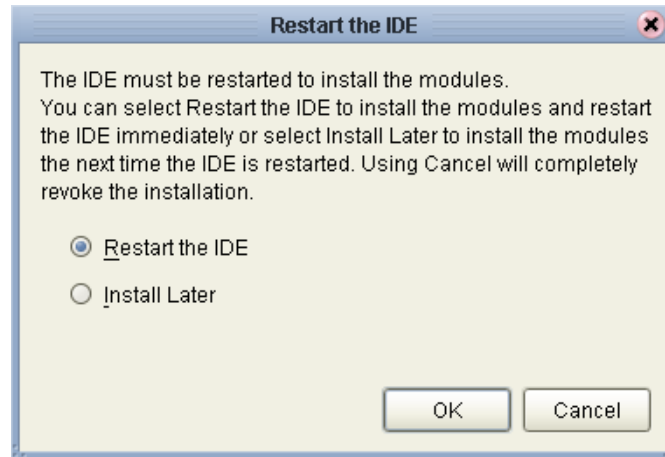 Restart the IDE
The IDE must be restarted to install the modules.
You can select Restart the IDE to install the modules and restart
the IDE immediately or select Install Later to install the modules
the next time the IDE is restarted. Using Cancel will completely
revoke the installation.
Restart the IDE
Install Later
OK Cancel